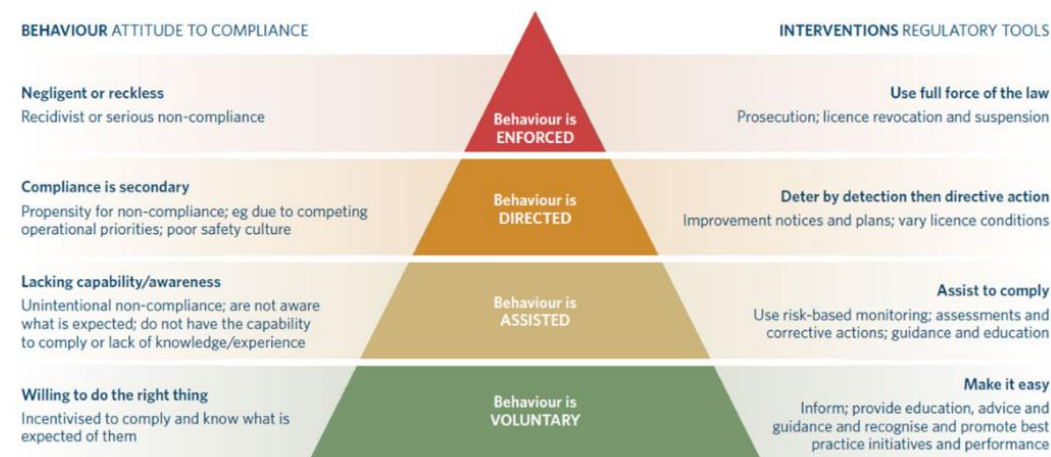 BEHAVIOUR ATTITUDE TO COMPLIANCE
INTERVENTIONS REGULATORY TOOLS
Negligent or reckless
Recidivist or serious non-compliance
Behaviour is
ENFORCED
Use full force of the law
Prosecution; licence revocation and suspension
Compliance is secondary
Propensity for non-compliance; eg due to competing
operational priorities; poor safety culture
Behaviour is
DIRECTED
Deter by detection then directive action
Improvement notices and plans; vary licence conditions
Lacking capability/awareness
Unintentional non-compliance; are not aware
what is expected; do not have the capability
to comply or lack of knowledge/experience
Behaviour is
ASSISTED
Assist to comply
Use risk-based monitoring; assessments and
corrective actions; guidance and education
Willing to do the right thing
Incentivised to comply and know what is
expected of them
Behaviour is
VOLUNTARY
Make it easy
Inform; provide education, advice and
guidance and recognise and promote best
practice initiatives and performance